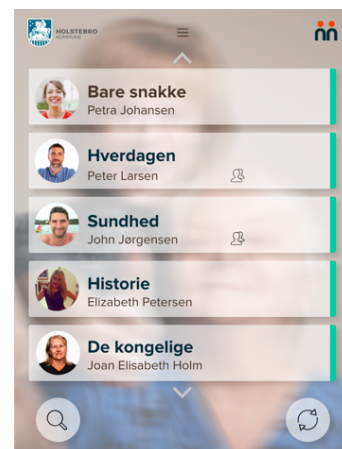 HOLSTEBRO
KOMMUNE
Bare snakke
Petra Johansen
Hverdagen
Peter Larsen
Sundhed
John Jørgensen
Historie
Elizabeth Petersen
De kongelige
Joan Elisabeth Holm